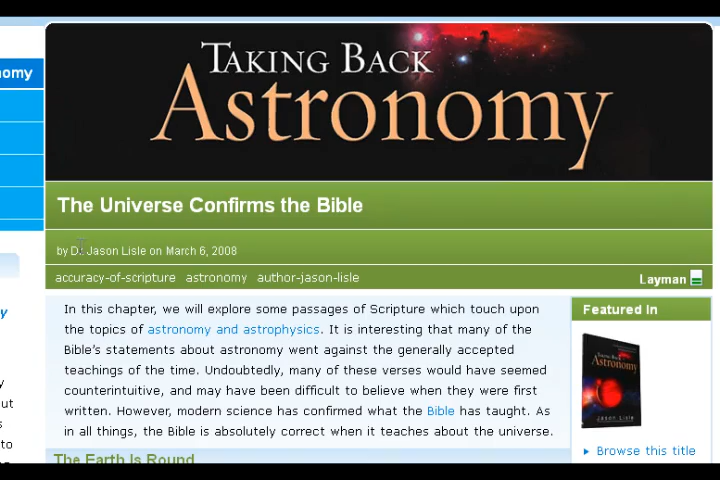 TAKING BACK
Astronomy
nomy
The Universe Confirms the Bible
by Dr. Jason Lisle on March 6, 2008
accuracy-of-scripture astronomy author-jason-lisle
Layman
In this chapter, we will explore some passages of Scripture which touch upon
the topics of astronomy and astrophysics. It is interesting that many of the
Bible's statements about astronomy went against the generally accepted
teachings of the time. Undoubtedly, many of these verses would have seemed
counterintuitive, and may have been difficult to believe when they were first
written. However, modern science has confirmed what the Bible has taught. As
in all things, the Bible is absolutely correct when it teaches about the universe.
The Earth Is Round
Featured In
TAKING BACK
Astronomy
Jason Lisle
Browse this title
y
y
ut
s
to